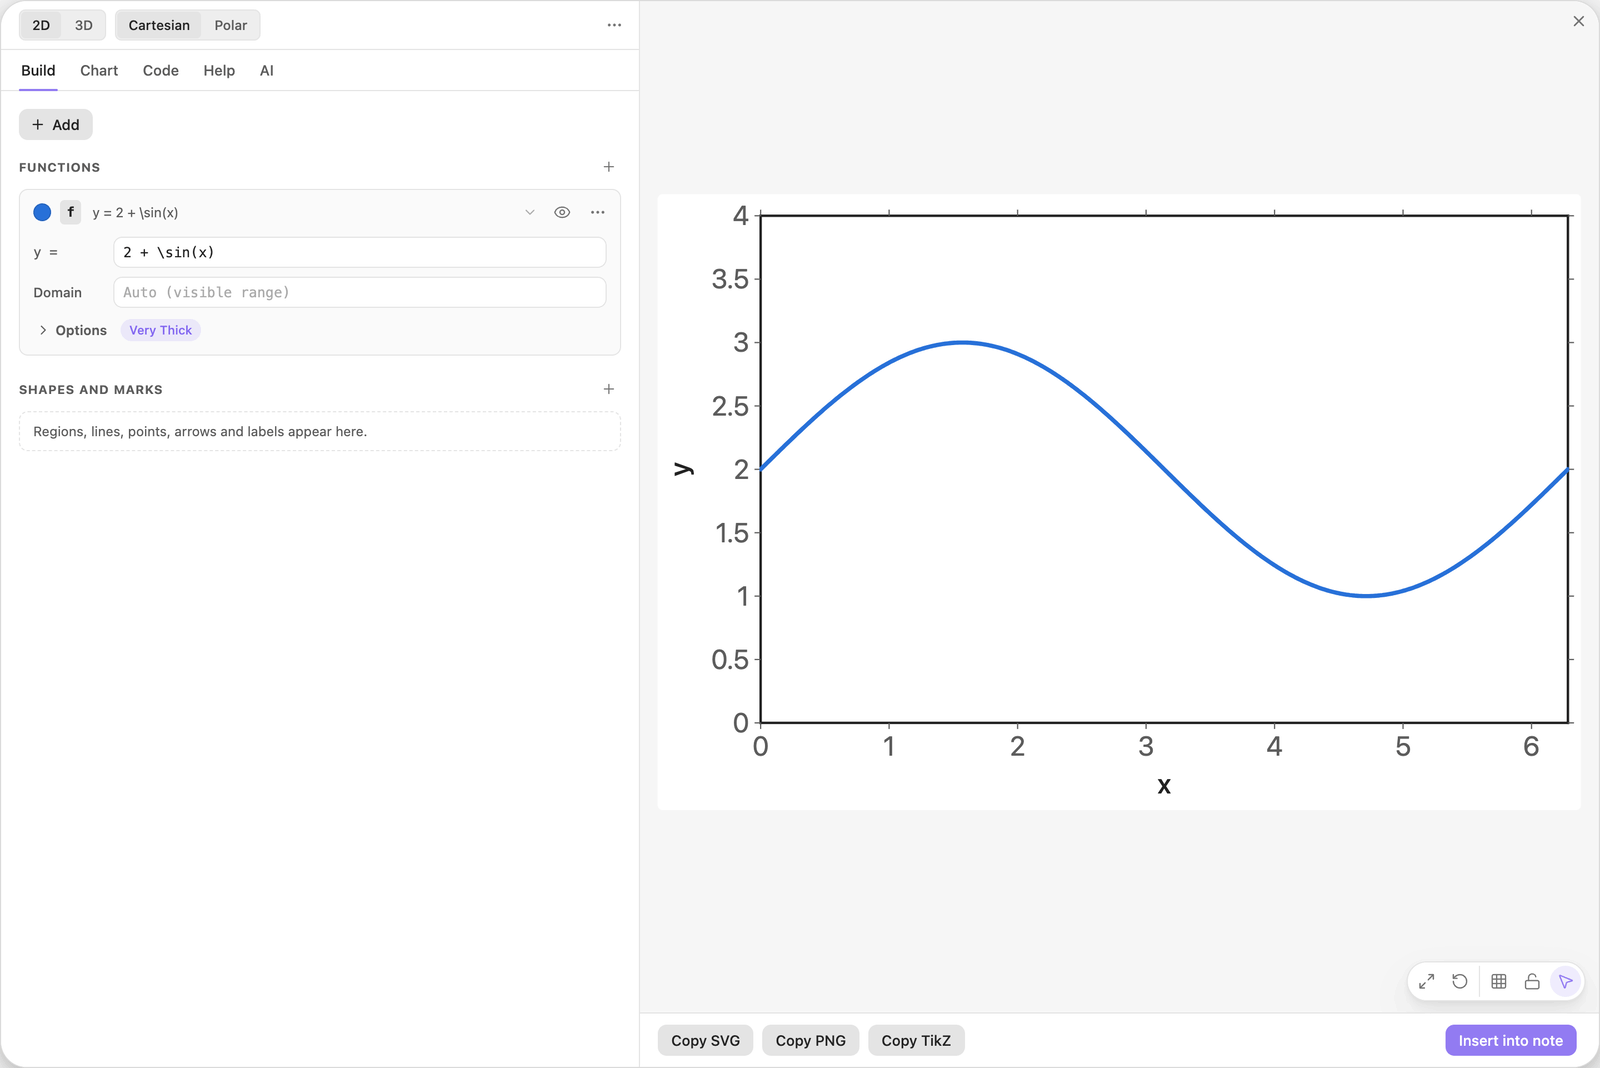 2D 3D Cartesian Polar
Build Chart Code Help AI
+ Add
FUNCTIONS
f y = 2 + \sin(x)
y = 2 + \sin(x)
Domain Auto (visible range)
Options Very Thick
SHAPES AND MARKS
Regions, lines, points, arrows and labels appear here.
4
3.5
3
2.5
2
1.5
1
0.5
0
y
0 1 2 3 4 5 6
x
Copy SVG Copy PNG Copy TikZ Insert into note